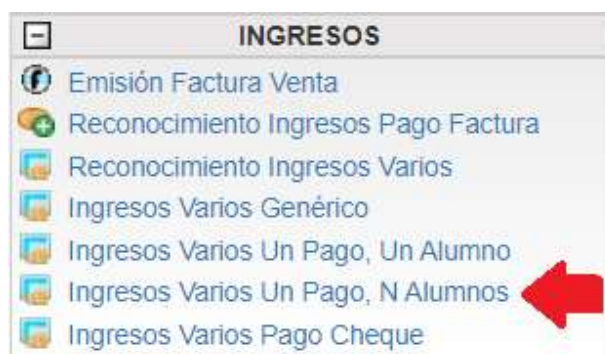 INGRESOS
Emisión Factura Venta
Reconocimiento Ingresos Pago Factura
Reconocimiento Ingresos Varios
Ingresos Varios Genérico
Ingresos Varios Un Pago, Un Alumno
Ingresos Varios Un Pago, N Alumnos
Ingresos Varios Pago Cheque